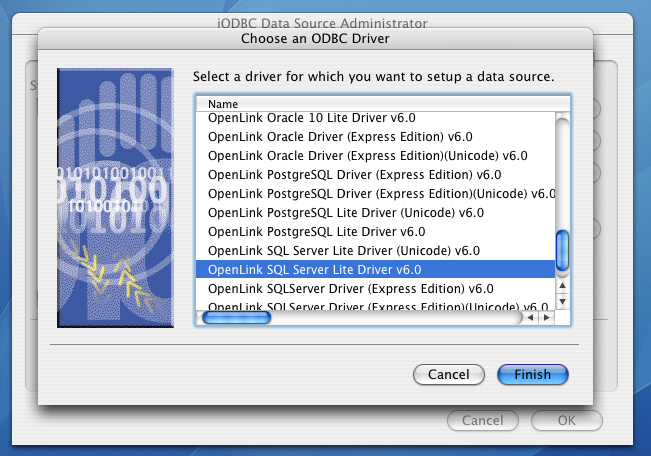 iODBC Data Source Administrator
Choose an ODBC Driver
Select a driver for which you want to setup a data source.
Name
OpenLink Oracle 10 Lite Driver v6.0
OpenLink Oracle Driver (Express Edition) v6.0
OpenLink Oracle Driver (Express Edition)(Unicode) v6.0
OpenLink PostgreSQL Driver (Express Edition) v6.0
OpenLink PostgreSQL Driver (Express Edition)(Unicode) v6.0
OpenLink PostgreSQL Lite Driver (Unicode) v6.0
OpenLink PostgreSQL Lite Driver v6.0
OpenLink SQL Server Lite Driver (Unicode) v6.0
OpenLink SQL Server Lite Driver v6.0
OpenLink SQLServer Driver (Express Edition) v6.0
OpenLink SQLServer Driver (Express Edition)(Unicode) v6.0
Cancel Finish
Cancel OK